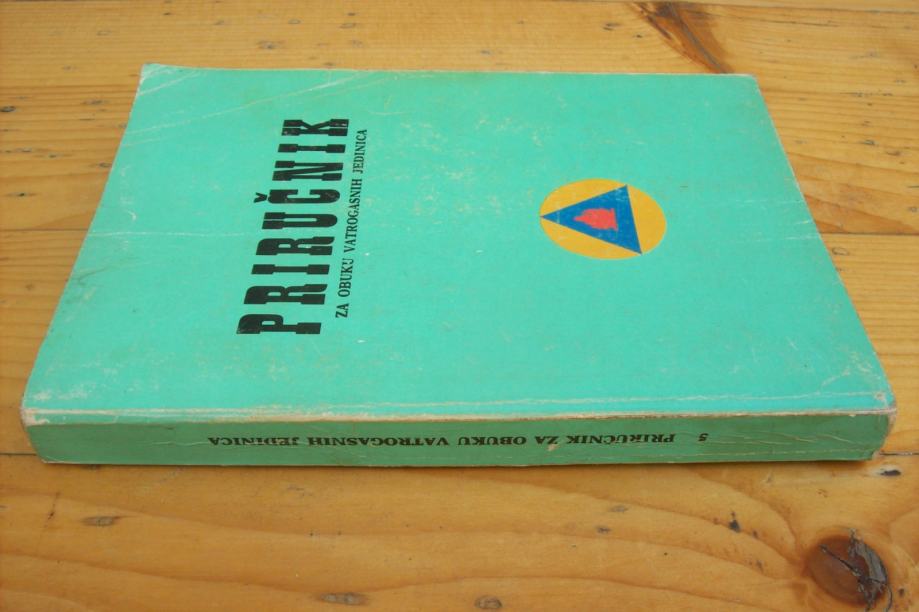 PRIRUČNIK
ZA OBUKU VATROGASNIH JEDINICA
5 PRIRUČNIK ZA OBUKU VATROGASNIH JEDINICA